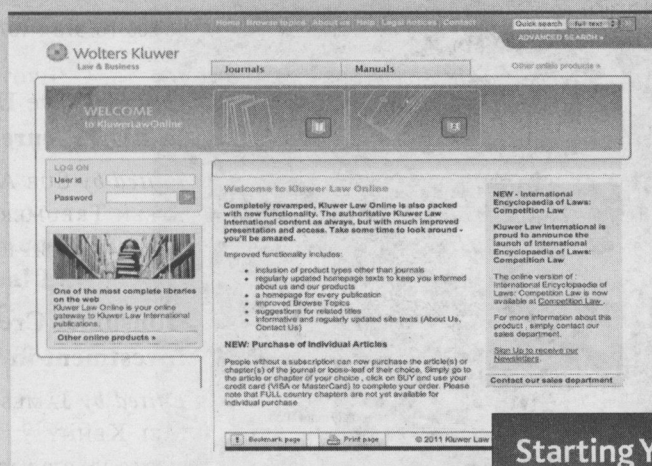 Home Browse topics About us Help Legal notices Contact
Quick search full text
ADVANCED SEARCH »
Wolters Kluwer
Law & Business
Journals Manuals
Other online products »
WELCOME
to KluwerLawOnline
LOG ON
User id
Password
One of the most complete libraries
on the web
Kluwer Law Online is your online
gateway to Kluwer Law International
publications.
Other online products »
Welcome to Kluwer Law Online
Completely revamped, Kluwer Law Online is also packed
with new functionality. The authoritative Kluwer Law
International content as always, but with much improved
presentation and access. Take some time to look around -
you'll be amazed.
Improved functionality includes:
• inclusion of product types other than journals
• regularly updated homepage texts to keep you informed
about us and our products
• a homepage for every publication
• improved Browse Topics
• suggestions for related titles
• informative and regularly updated site texts (About Us,
Contact Us)
NEW: Purchase of Individual Articles
People without a subscription can now purchase the article(s) or
chapter(s) of the journal or loose-leaf of their choice. Simply go to
the article or chapter of your choice , click on BUY and use your
credit card (VISA or MasterCard) to complete your order. Please
note that FULL country chapters are not yet available for
individual purchase
Bookmark page Print page © 2011 Kluwer Law
NEW - International
Encyclopaedia of Laws:
Competition Law
Kluwer Law International is
proud to announce the
launch of International
Encyclopaedia of Laws:
Competition Law
The online version of
International Encyclopaedia of
Laws: Competition Law is now
available at Competition Law .
For more information about this
product , simply contact our
sales department.
Sign Up to receive our
Newsletters.
Contact our sales department
Starting Y